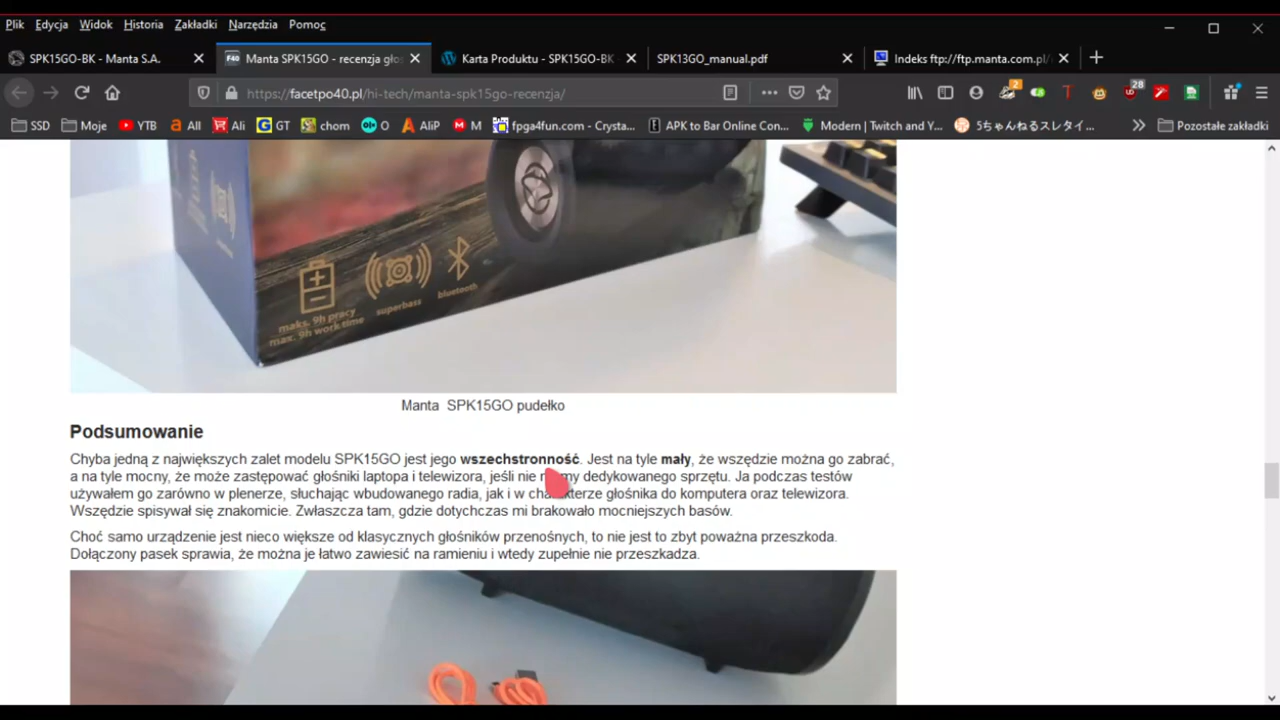 Plik Edycja Widok Historia Zakładki Narzędzia Pomoc
SPK15GO-BK - Manta S.A.
Manta SPK15GO - recenzja gło
Karta Produktu - SPK15GO-BK
SPK13GO_manual.pdf
Indeks ftp://ftp.manta.com.pl/
https://facetpo40.pl/hi-tech/manta-spk15go-recenzja/
2
28
SSD Moje YTB All Ali GT chom O AliP M fpga4fun.com - Crysta... APK to Bar Online Con... Modern | Twitch and Y... 5ちゃんねるスレタイ... Pozostałe zakładki
maks. 9h pracy
max. 9h work time
superbass
bluetooth
Manta SPK15GO pudełko
Podsumowanie
Chyba jedną z największych zalet modelu SPK15GO jest jego wszechstronność. Jest na tyle mały, że wszędzie można go zabrać,
a na tyle mocny, że może zastępować głośniki laptopa i telewizora, jeśli nie dedykowanego sprzętu. Ja podczas testów
używałem go zarówno w plenerze, słuchając wbudowanego radia, jak i w charakterze głośnika do komputera oraz telewizora.
Wszędzie spisywał się znakomicie. Zwłaszcza tam, gdzie dotychczas mi brakowało mocniejszych basów.
Choć samo urządzenie jest nieco większe od klasycznych głośników przenośnych, to nie jest to zbyt poważna przeszkoda.
Dołączony pasek sprawia, że można je łatwo zawiesić na ramieniu i wtedy zupełnie nie przeszkadza.